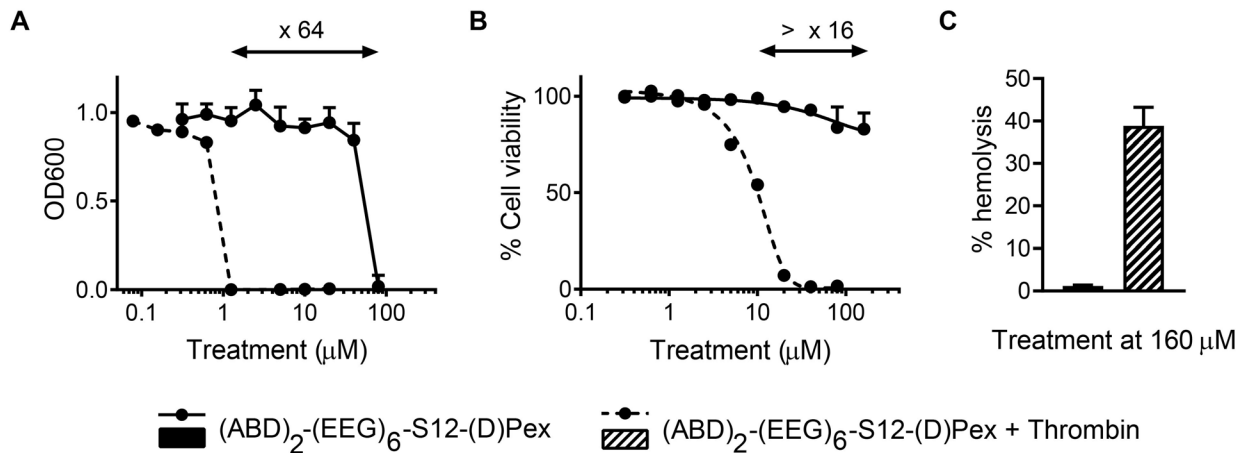 A
x 64
OD600
1.0
0.5
0.0
0.1
1
10
100
Treatment (μM)
B
> x 16
% Cell viability
100
50
0
0.1
1
10
100
Treatment (μM)
C
% hemolysis
50
40
30
20
10
0
Treatment at 160 μM
(ABD)2-(EEG)6-S12-(D)Pex
(ABD)2-(EEG)6-S12-(D)Pex + Thrombin